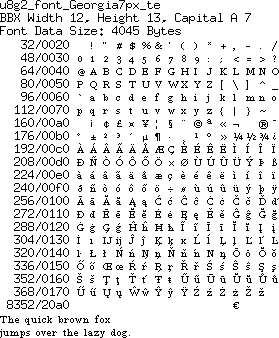 u8g2_font_Georgia7px_te
BBX Width 12, Height 13, Capital A 7
Font Data Size: 4045 Bytes
32/0020 ! " # $ % & ' ( ) * + , - . /
48/0030 0 1 2 3 4 5 6 7 8 9 : ; < = > ?
64/0040 @ A B C D E F G H I J K L M N O
80/0050 P Q R S T U V W X Y Z [ \ ] ^ _
96/0060 ` a b c d e f g h i j k l m n o
112/0070 p q r s t u v w x y z { | } ~
160/00a0 ¡ ¢ £ ¤ ¥ ¦ § ¨ © ª « ¬ ® ¯
176/00b0 ° ± ² ³ ´ µ ¶ · ¸ ¹ º » ¼ ½ ¾ ¿
192/00c0 À Á Â Ã Ä Å Æ Ç È É Ê Ë Ì Í Î Ï
208/00d0 Ð Ñ Ò Ó Ô Õ Ö × Ø Ù Ú Û Ü Ý Þ ß
224/00e0 à á â ã ä å æ ç è é ê ë ì í î ï
240/00f0 ð ñ ò ó ô õ ö ÷ ø ù ú û ü ý þ ÿ
256/0100 Ā ā Ă ă Ą ą Ć ć Ĉ ĉ Ċ ċ Č č Ď ď
272/0110 Đ đ Ē ē Ĕ ĕ Ė ė Ę ę Ě ě Ĝ ĝ Ğ ğ
288/0120 Ġ ġ Ģ ģ Ĥ ĥ Ħ ħ Ĩ ĩ Ī ī Ĭ ĭ Į į
304/0130 İ ı Ĳ ĳ Ĵ ĵ Ķ ķ ĸ Ĺ ĺ Ļ ļ Ľ ľ Ŀ
320/0140 ŀ Ł ł Ń ń Ņ ņ Ň ň ŉ Ŋ ŋ Ō ō Ŏ ŏ
336/0150 Ő ő Œ œ Ŕ ŕ Ŗ ŗ Ř ř Ś ś Ŝ ŝ Ş ş
352/0160 Š š Ţ ţ Ť ť Ŧ ŧ Ũ ũ Ū ū Ŭ ŭ Ů ů
368/0170 Ű ű Ų ų Ŵ ŵ Ŷ ŷ Ÿ Ź ź Ż ż Ž ž
8352/20a0 €
The quick brown fox
jumps over the lazy dog.